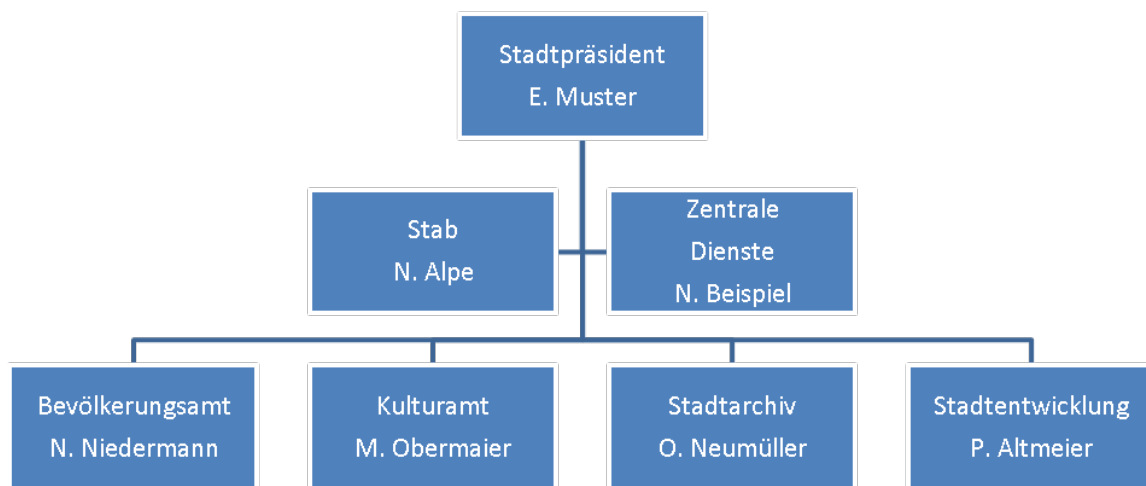 Stadtpräsident
E. Muster
Stab
N. Alpe
Zentrale
Dienste
N. Beispiel
Bevölkerungsamt
N. Niedermann
Kulturamt
M. Obermaier
Stadtarchiv
O. Neumüller
Stadtentwicklung
P. Altmeier